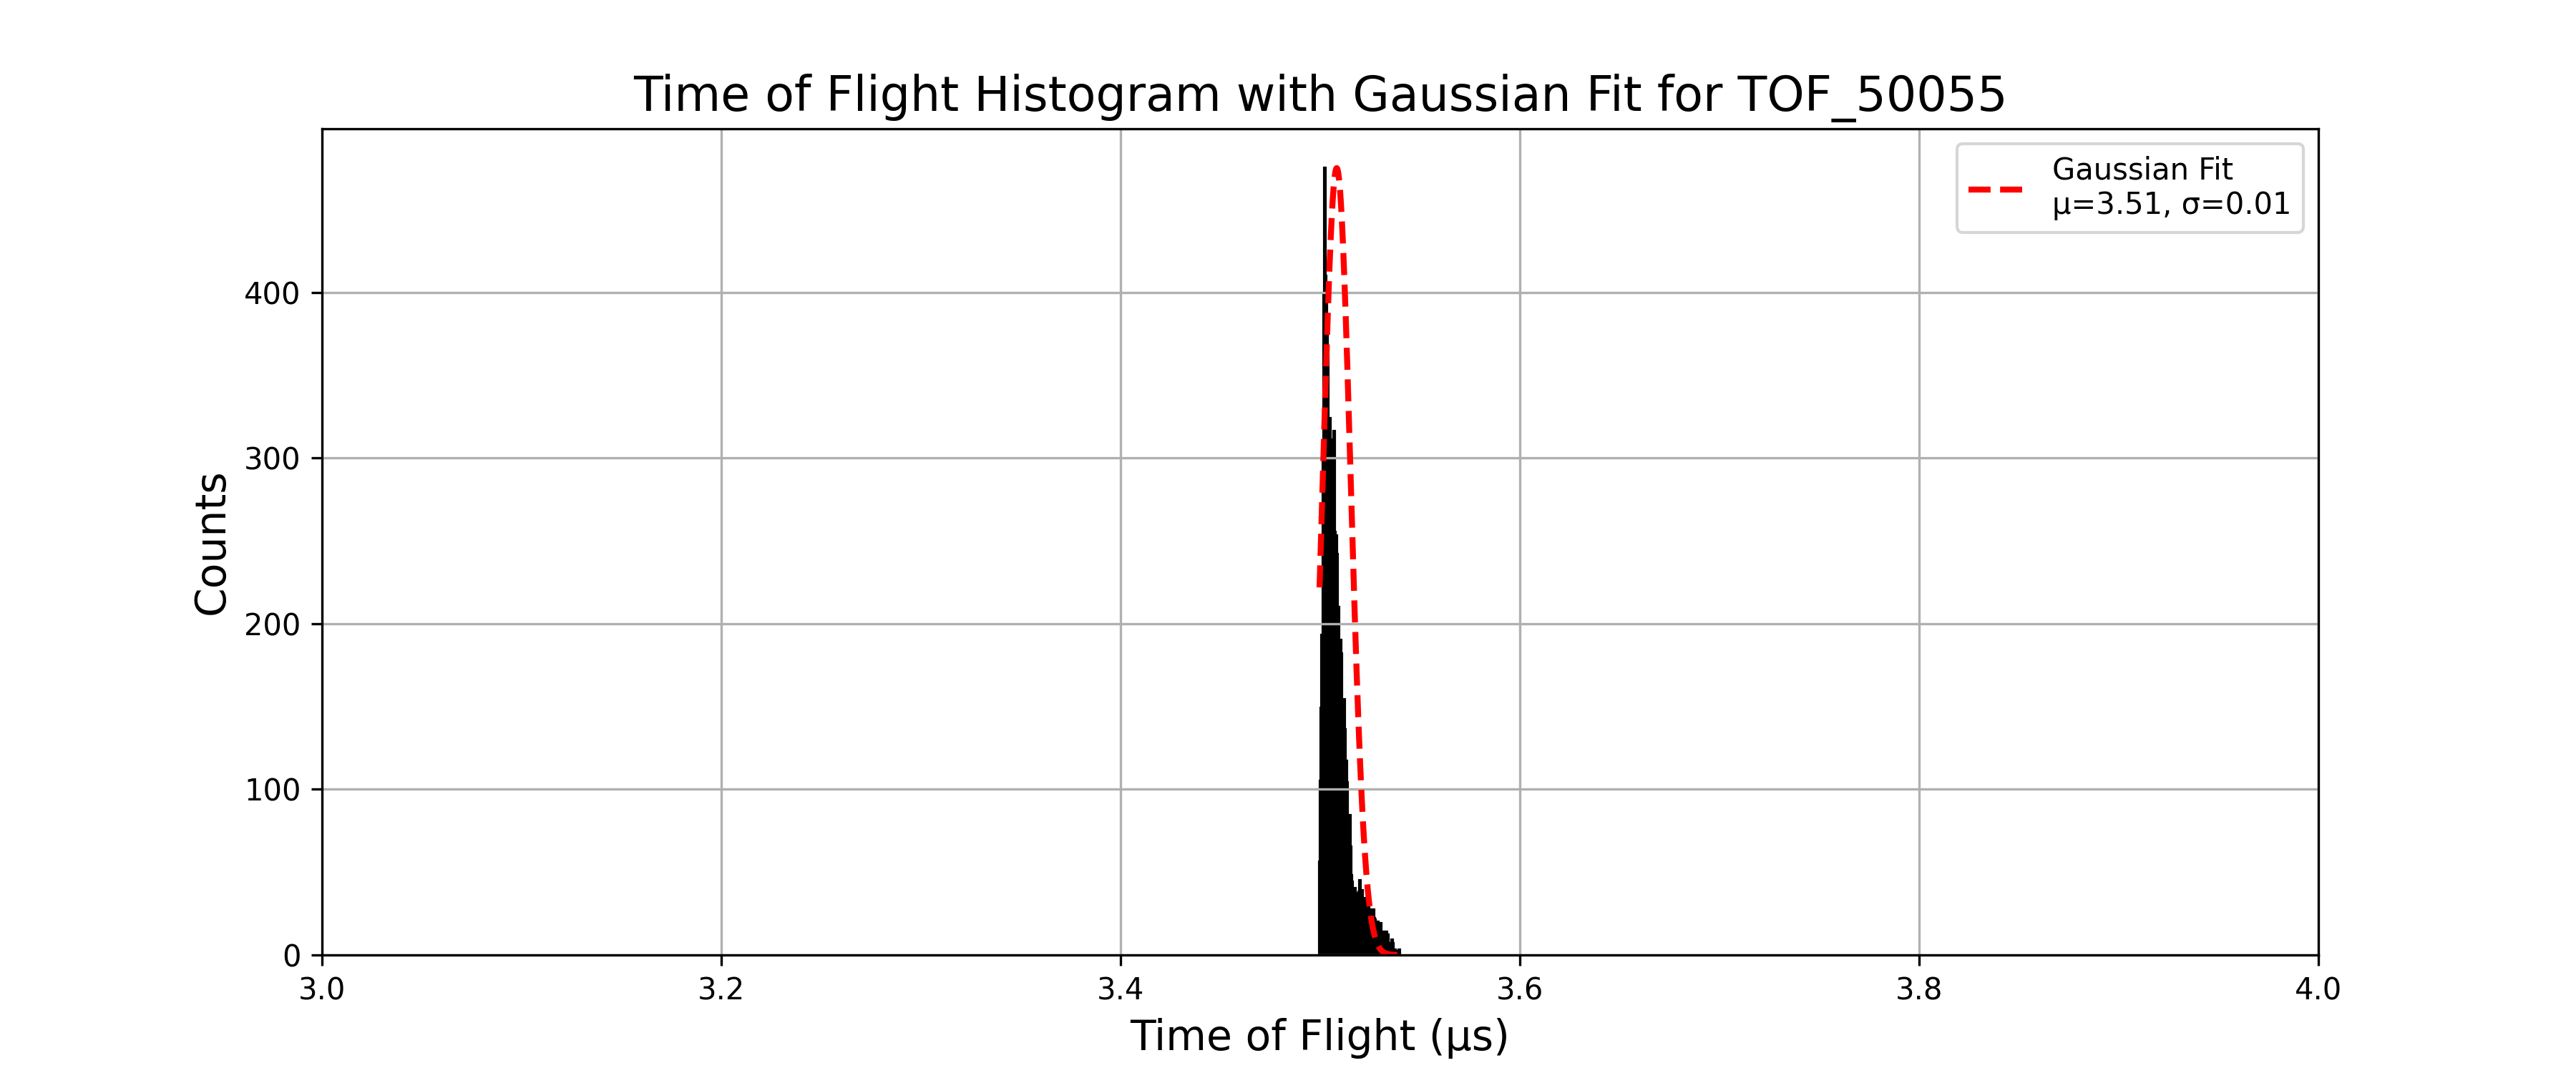 Time of Flight Histogram with Gaussian Fit for TOF_50055
Gaussian Fit
μ=3.51, σ=0.01
Counts
400
300
200
100
0
3.0 3.2 3.4 3.6 3.8 4.0
Time of Flight (μs)